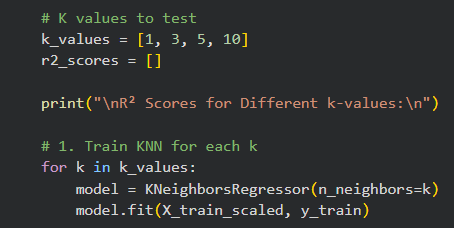 # K values to test
k_values = [1, 3, 5, 10]
r2_scores = []
print("\nR² Scores for Different k-values:\n")
# 1. Train KNN for each k
for k in k_values:
    model = KNeighborsRegressor(n_neighbors=k)
    model.fit(X_train_scaled, y_train)